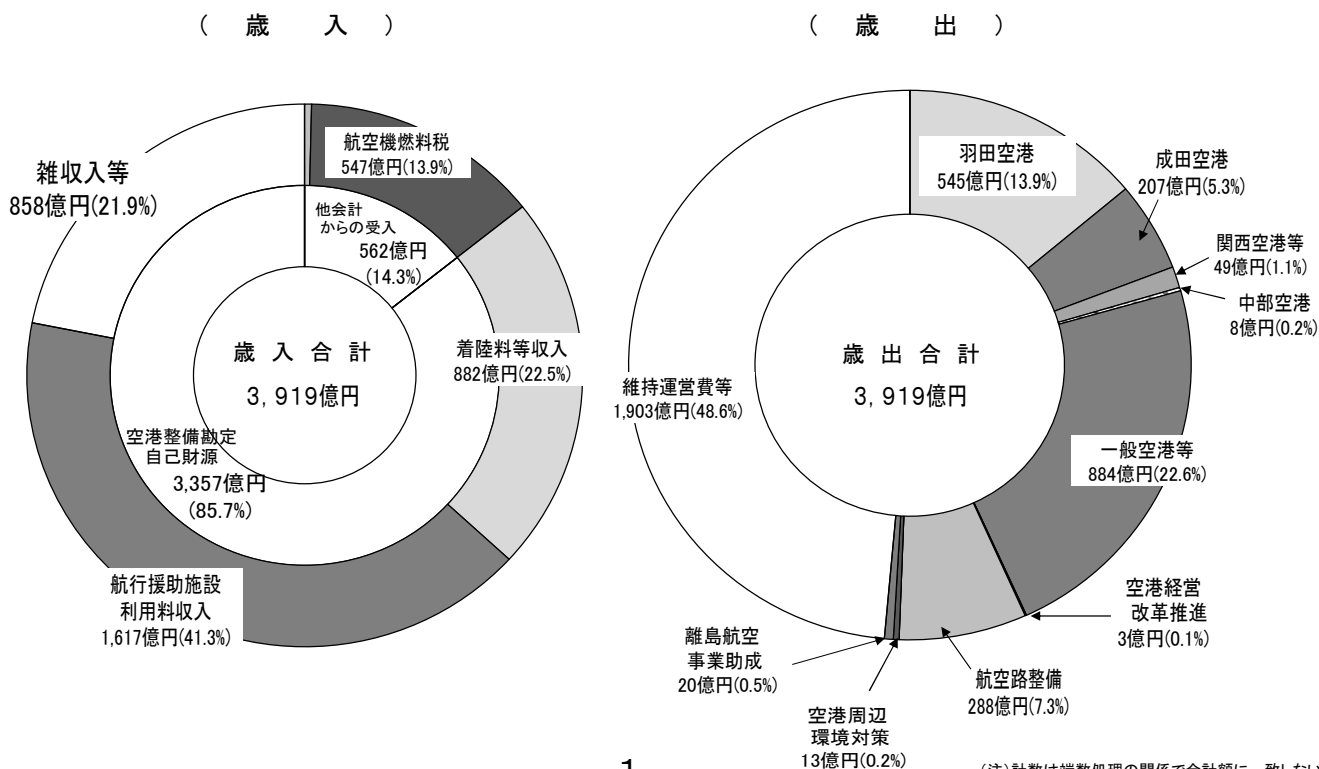 （　歳　　入　）
航空機燃料税
547億円(13.9%)
雑収入等
858億円(21.9%)
他会計
からの受入
562億円
(14.3%)
歳 入 合 計
3,919億円
着陸料等収入
882億円(22.5%)
空港整備勘定
自己財源
3,357億円
(85.7%)
航行援助施設
利用料収入
1,617億円(41.3%)
（　歳　　出　）
羽田空港
545億円(13.9%)
成田空港
207億円(5.3%)
関西空港等
49億円(1.1%)
中部空港
8億円(0.2%)
歳 出 合 計
3,919億円
維持運営費等
1,903億円(48.6%)
一般空港等
884億円(22.6%)
空港経営
改革推進
3億円(0.1%)
航空路整備
288億円(7.3%)
離島航空
事業助成
20億円(0.5%)
空港周辺
環境対策
13億円(0.2%)